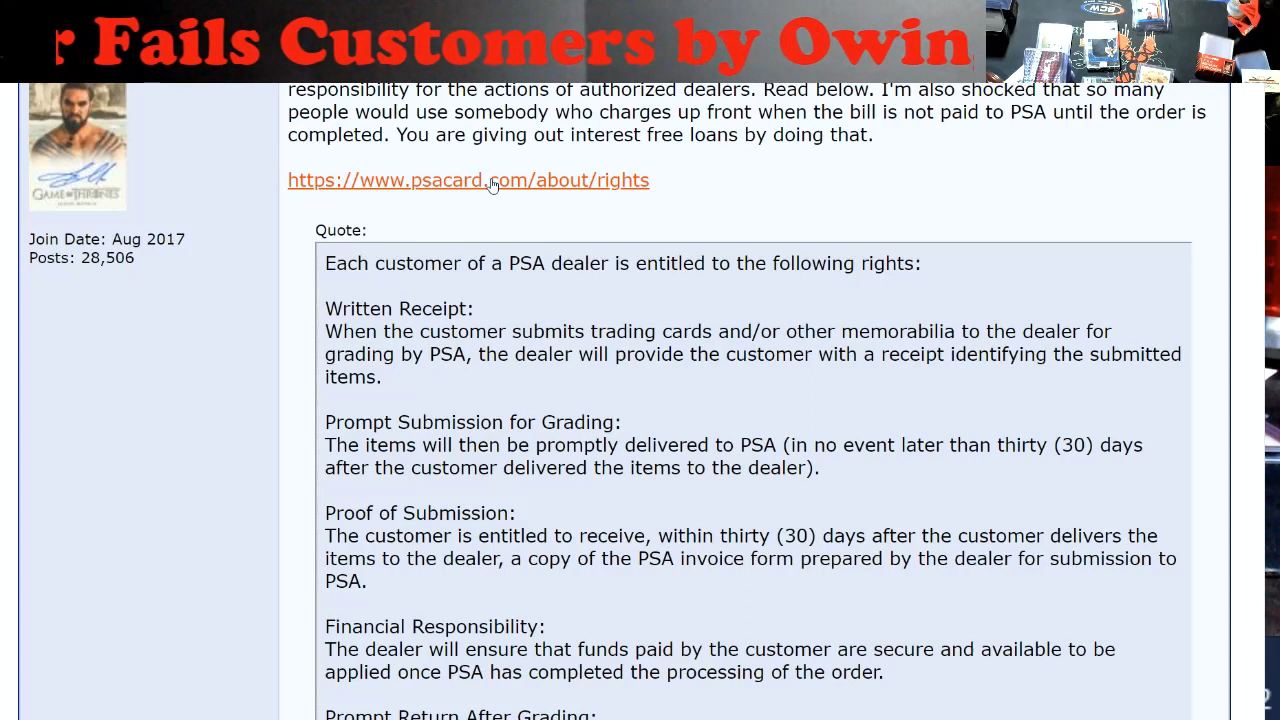 r Fails Customers by Owin
responsibility for the actions of authorized dealers. Read below. I'm also shocked that so many
people would use somebody who charges up front when the bill is not paid to PSA until the order is
completed. You are giving out interest free loans by doing that.
https://www.psacard.com/about/rights
GAME OF THRONES
Join Date: Aug 2017
Posts: 28,506
Quote:
Each customer of a PSA dealer is entitled to the following rights:
Written Receipt:
When the customer submits trading cards and/or other memorabilia to the dealer for
grading by PSA, the dealer will provide the customer with a receipt identifying the submitted
items.
Prompt Submission for Grading:
The items will then be promptly delivered to PSA (in no event later than thirty (30) days
after the customer delivered the items to the dealer).
Proof of Submission:
The customer is entitled to receive, within thirty (30) days after the customer delivers the
items to the dealer, a copy of the PSA invoice form prepared by the dealer for submission to
PSA.
Financial Responsibility:
The dealer will ensure that funds paid by the customer are secure and available to be
applied once PSA has completed the processing of the order.
Prompt Return After Grading: